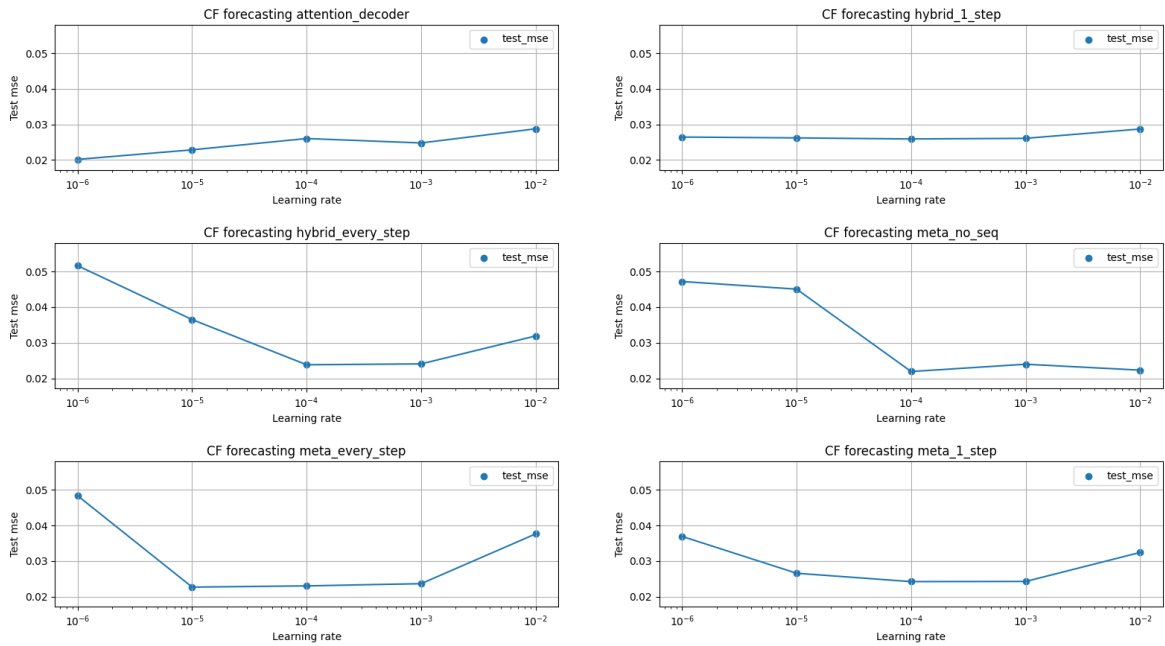 CF forecasting attention_decoder
test_mse
0.05
0.04
0.03
0.02
Test mse
10⁻⁶ 10⁻⁵ 10⁻⁴ 10⁻³ 10⁻²
Learning rate
CF forecasting hybrid_1_step
test_mse
0.05
0.04
0.03
0.02
Test mse
10⁻⁶ 10⁻⁵ 10⁻⁴ 10⁻³ 10⁻²
Learning rate
CF forecasting hybrid_every_step
test_mse
0.05
0.04
0.03
0.02
Test mse
10⁻⁶ 10⁻⁵ 10⁻⁴ 10⁻³ 10⁻²
Learning rate
CF forecasting meta_no_seq
test_mse
0.05
0.04
0.03
0.02
Test mse
10⁻⁶ 10⁻⁵ 10⁻⁴ 10⁻³ 10⁻²
Learning rate
CF forecasting meta_every_step
test_mse
0.05
0.04
0.03
0.02
Test mse
10⁻⁶ 10⁻⁵ 10⁻⁴ 10⁻³ 10⁻²
Learning rate
CF forecasting meta_1_step
test_mse
0.05
0.04
0.03
0.02
Test mse
10⁻⁶ 10⁻⁵ 10⁻⁴ 10⁻³ 10⁻²
Learning rate